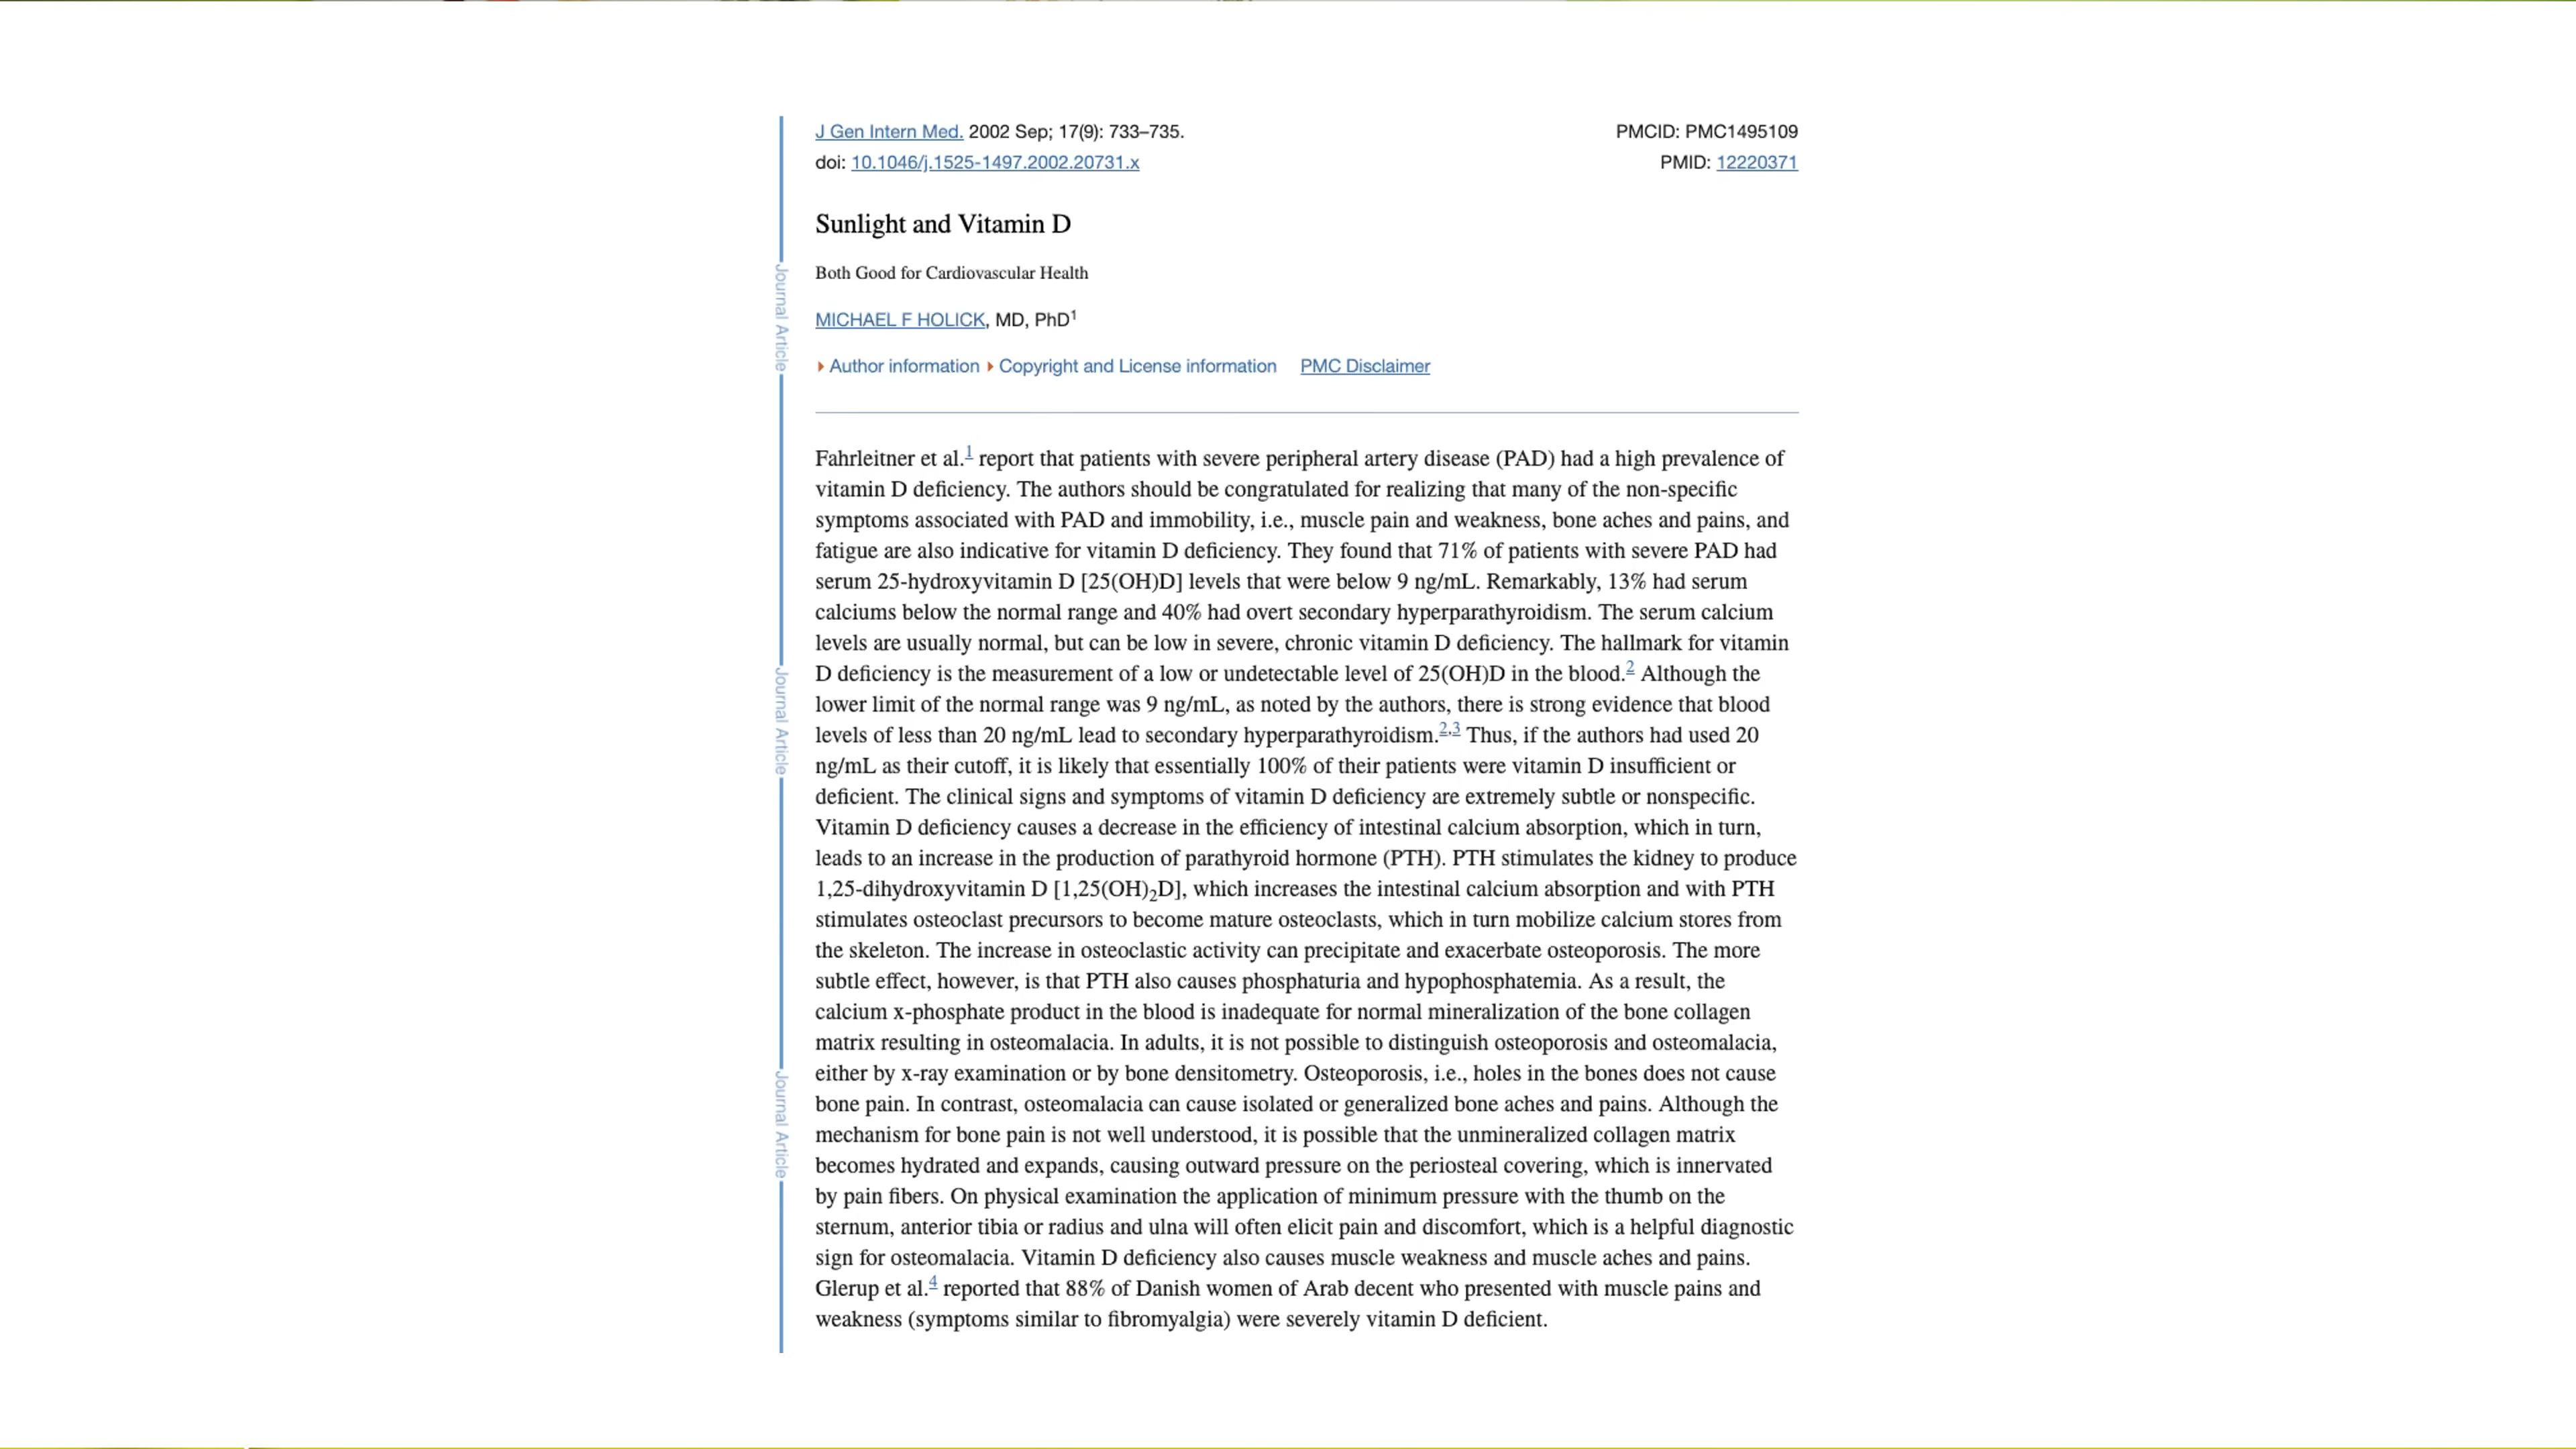 J Gen Intern Med. 2002 Sep; 17(9): 733–735.
PMCID: PMC1495109
doi: 10.1046/j.1525-1497.2002.20731.x
PMID: 12220371
Sunlight and Vitamin D
Both Good for Cardiovascular Health
MICHAEL F HOLICK, MD, PhD1
Author information Copyright and License information PMC Disclaimer
Journal Article
Journal Article
Journal Article
Fahrleitner et al.1 report that patients with severe peripheral artery disease (PAD) had a high prevalence of
vitamin D deficiency. The authors should be congratulated for realizing that many of the non-specific
symptoms associated with PAD and immobility, i.e., muscle pain and weakness, bone aches and pains, and
fatigue are also indicative for vitamin D deficiency. They found that 71% of patients with severe PAD had
serum 25-hydroxyvitamin D [25(OH)D] levels that were below 9 ng/mL. Remarkably, 13% had serum
calciums below the normal range and 40% had overt secondary hyperparathyroidism. The serum calcium
levels are usually normal, but can be low in severe, chronic vitamin D deficiency. The hallmark for vitamin
D deficiency is the measurement of a low or undetectable level of 25(OH)D in the blood.2 Although the
lower limit of the normal range was 9 ng/mL, as noted by the authors, there is strong evidence that blood
levels of less than 20 ng/mL lead to secondary hyperparathyroidism.2,3 Thus, if the authors had used 20
ng/mL as their cutoff, it is likely that essentially 100% of their patients were vitamin D insufficient or
deficient. The clinical signs and symptoms of vitamin D deficiency are extremely subtle or nonspecific.
Vitamin D deficiency causes a decrease in the efficiency of intestinal calcium absorption, which in turn,
leads to an increase in the production of parathyroid hormone (PTH). PTH stimulates the kidney to produce
1,25-dihydroxyvitamin D [1,25(OH)2D], which increases the intestinal calcium absorption and with PTH
stimulates osteoclast precursors to become mature osteoclasts, which in turn mobilize calcium stores from
the skeleton. The increase in osteoclastic activity can precipitate and exacerbate osteoporosis. The more
subtle effect, however, is that PTH also causes phosphaturia and hypophosphatemia. As a result, the
calcium x-phosphate product in the blood is inadequate for normal mineralization of the bone collagen
matrix resulting in osteomalacia. In adults, it is not possible to distinguish osteoporosis and osteomalacia,
either by x-ray examination or by bone densitometry. Osteoporosis, i.e., holes in the bones does not cause
bone pain. In contrast, osteomalacia can cause isolated or generalized bone aches and pains. Although the
mechanism for bone pain is not well understood, it is possible that the unmineralized collagen matrix
becomes hydrated and expands, causing outward pressure on the periosteal covering, which is innervated
by pain fibers. On physical examination the application of minimum pressure with the thumb on the
sternum, anterior tibia or radius and ulna will often elicit pain and discomfort, which is a helpful diagnostic
sign for osteomalacia. Vitamin D deficiency also causes muscle weakness and muscle aches and pains.
Glerup et al.4 reported that 88% of Danish women of Arab decent who presented with muscle pains and
weakness (symptoms similar to fibromyalgia) were severely vitamin D deficient.